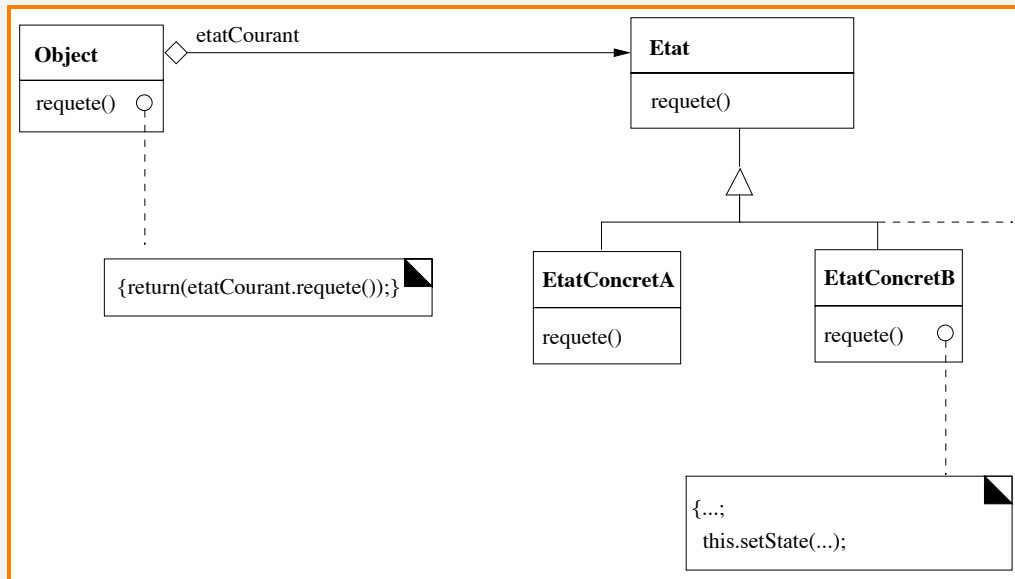 etatCourant
Object
Etat
requete()
requete()
{return(etatCourant.requete());}
EtatConcretA
EtatConcretB
requete()
requete()
{...;
this.setState(...);